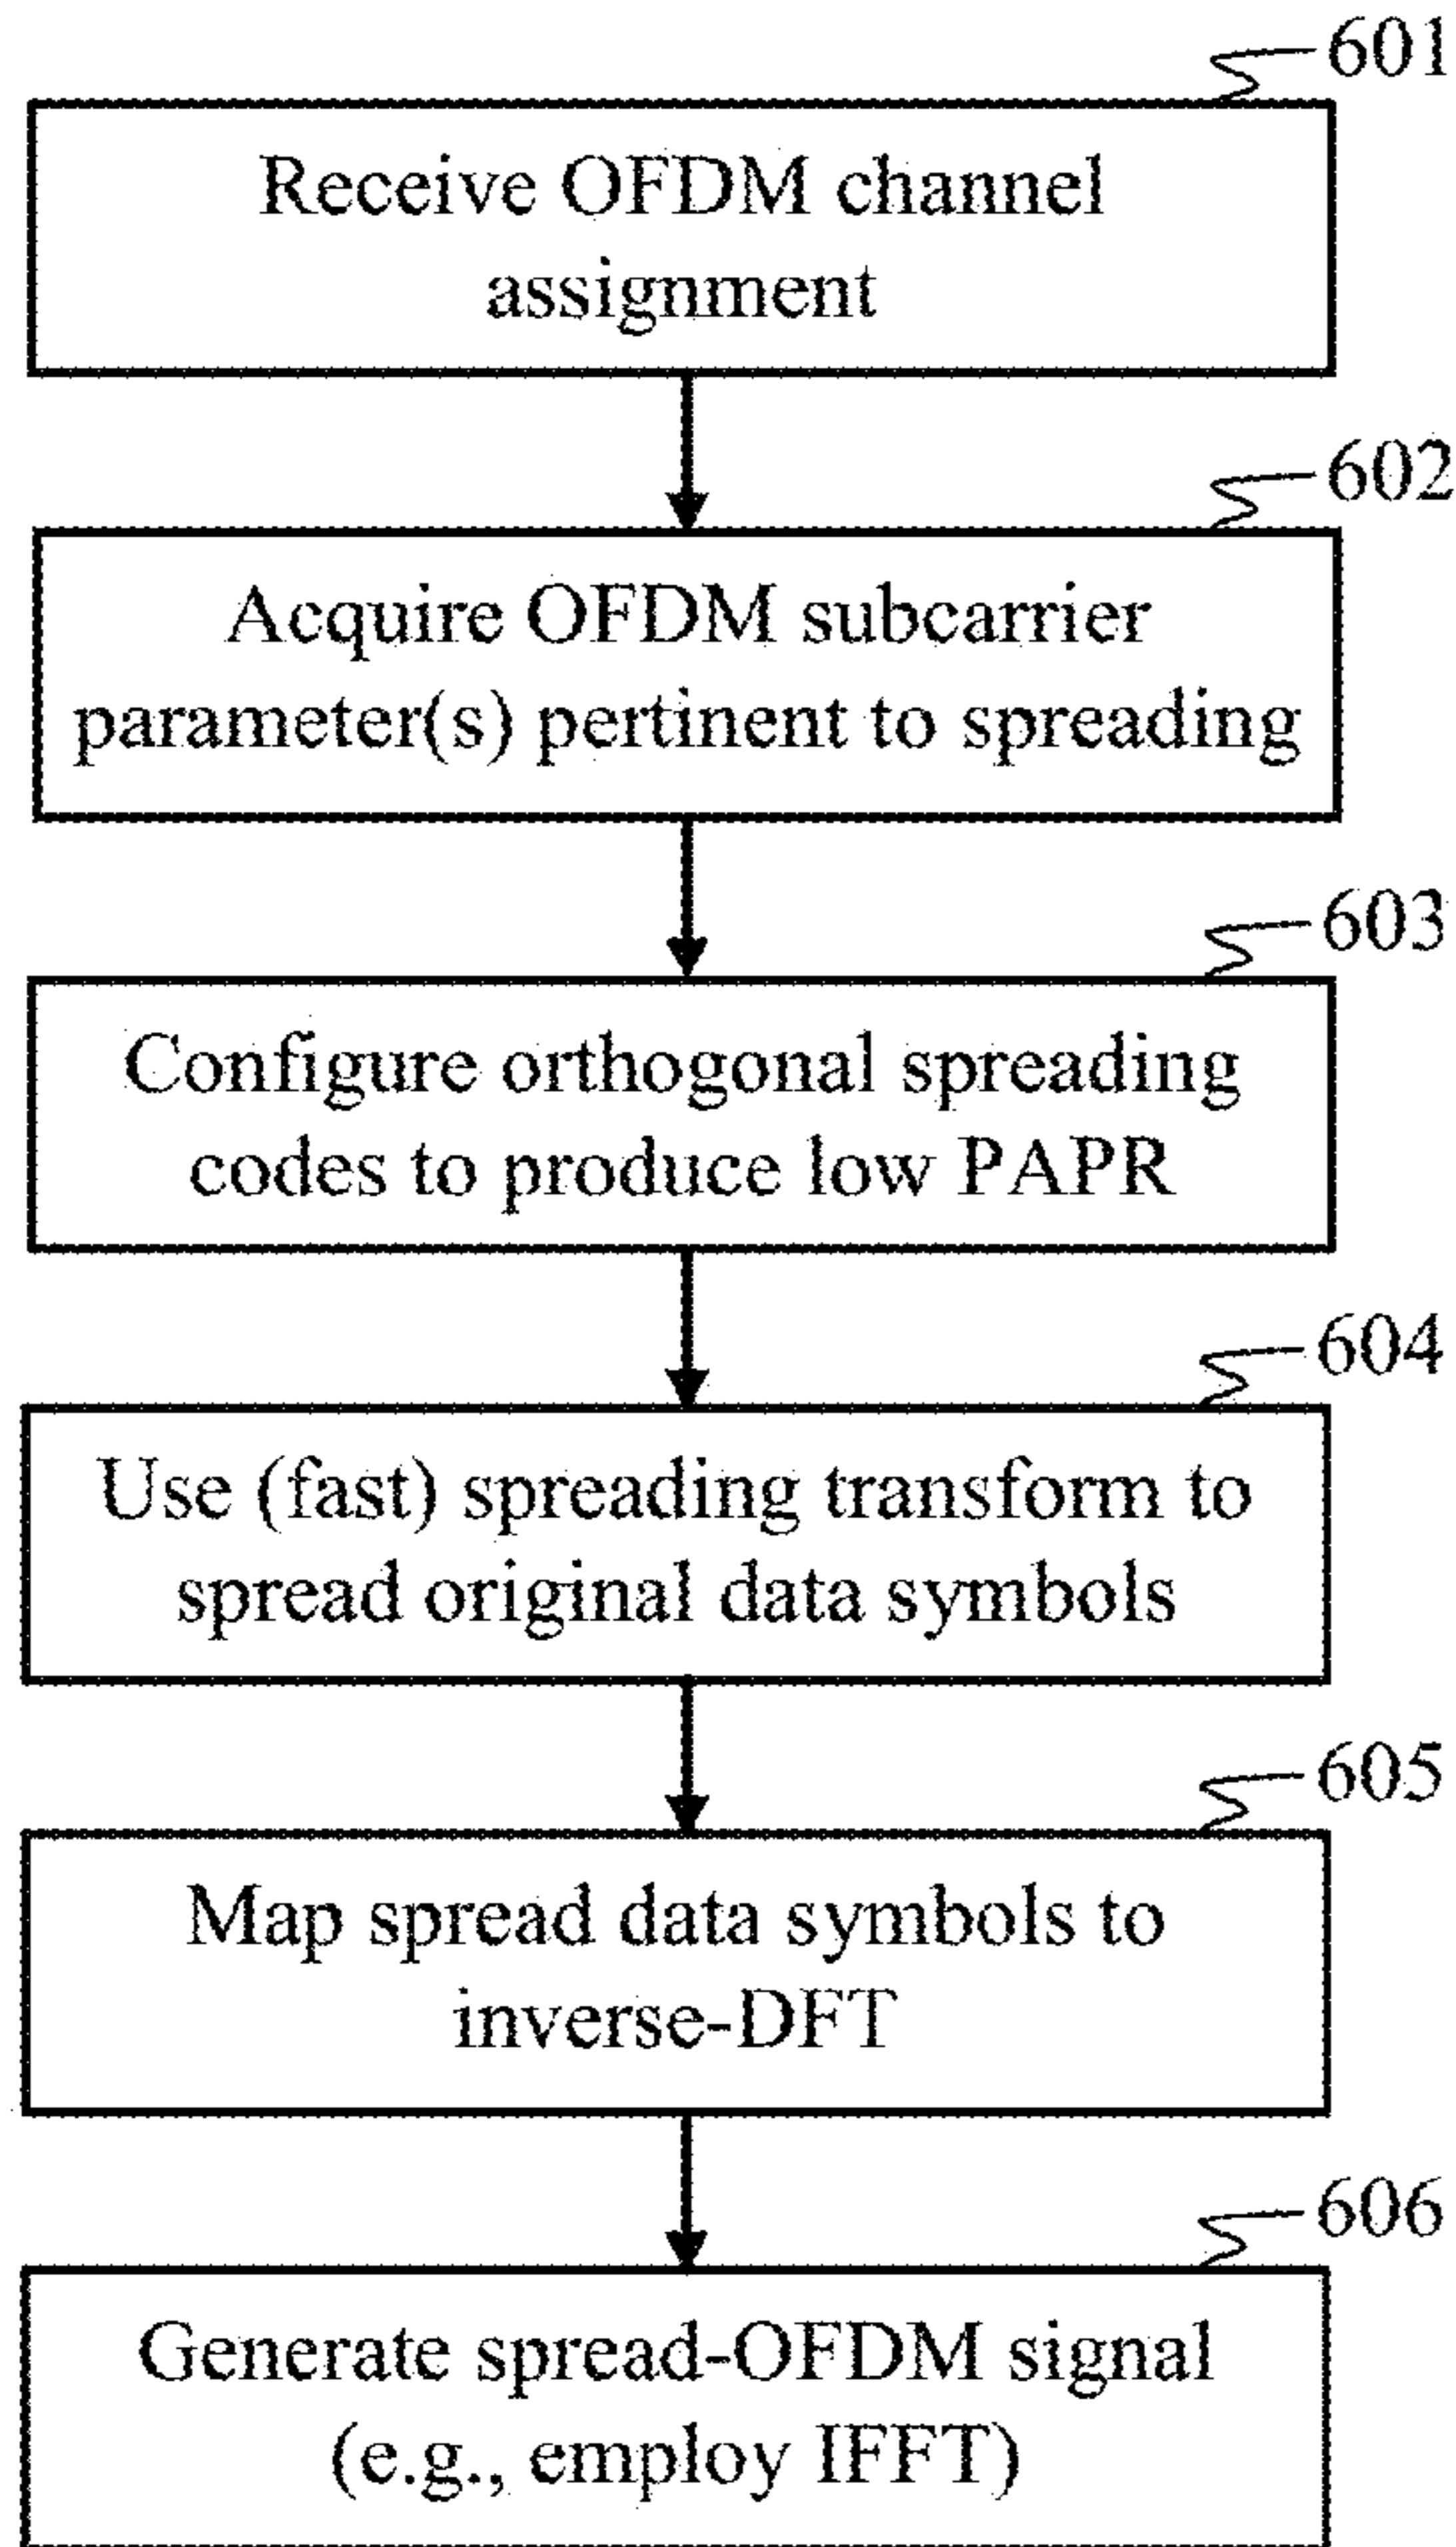 601
Receive OFDM channel
assignment
602
Acquire OFDM subcarrier
parameter(s) pertinent to spreading
603
Configure orthogonal spreading
codes to produce low PAPR
604
Use (fast) spreading transform to
spread original data symbols
605
Map spread data symbols to
inverse-DFT
606
Generate spread-OFDM signal
(e.g., employ IFFT)